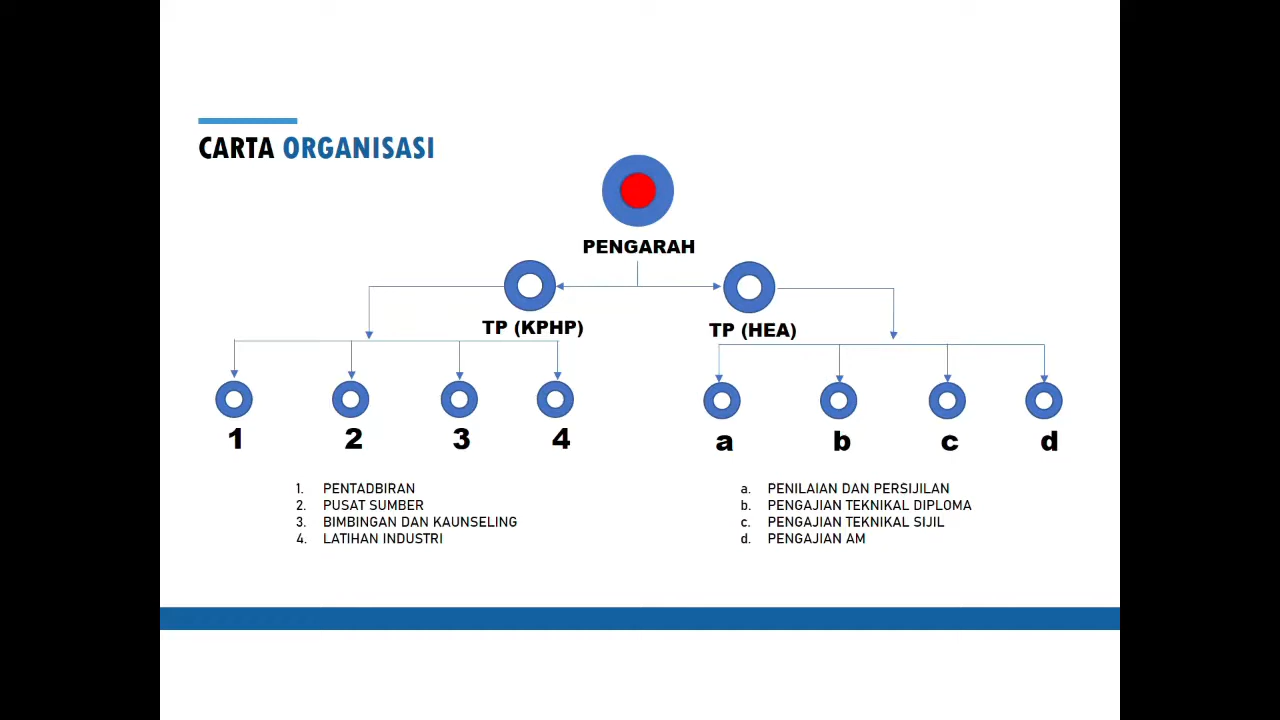 CARTA ORGANISASI
PENGARAH
TP (KPHP)
TP (HEA)
1 2 3 4
a b c d
1. PENTADBIRAN
2. PUSAT SUMBER
3. BIMBINGAN DAN KAUNSELING
4. LATIHAN INDUSTRI
a. PENILAIAN DAN PERSIJILAN
b. PENGAJIAN TEKNIKAL DIPLOMA
c. PENGAJIAN TEKNIKAL SIJIL
d. PENGAJIAN AM